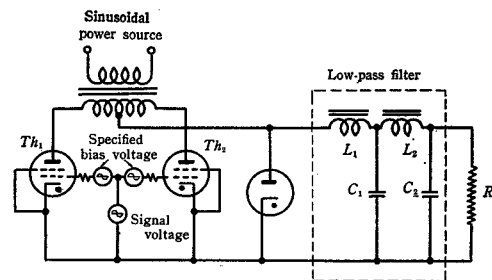 Sinusoidal
power source
Low-pass filter
Th₁
Specified
bias voltage
Th₂
L₁
L₂
C₁
C₂
R
Signal
voltage